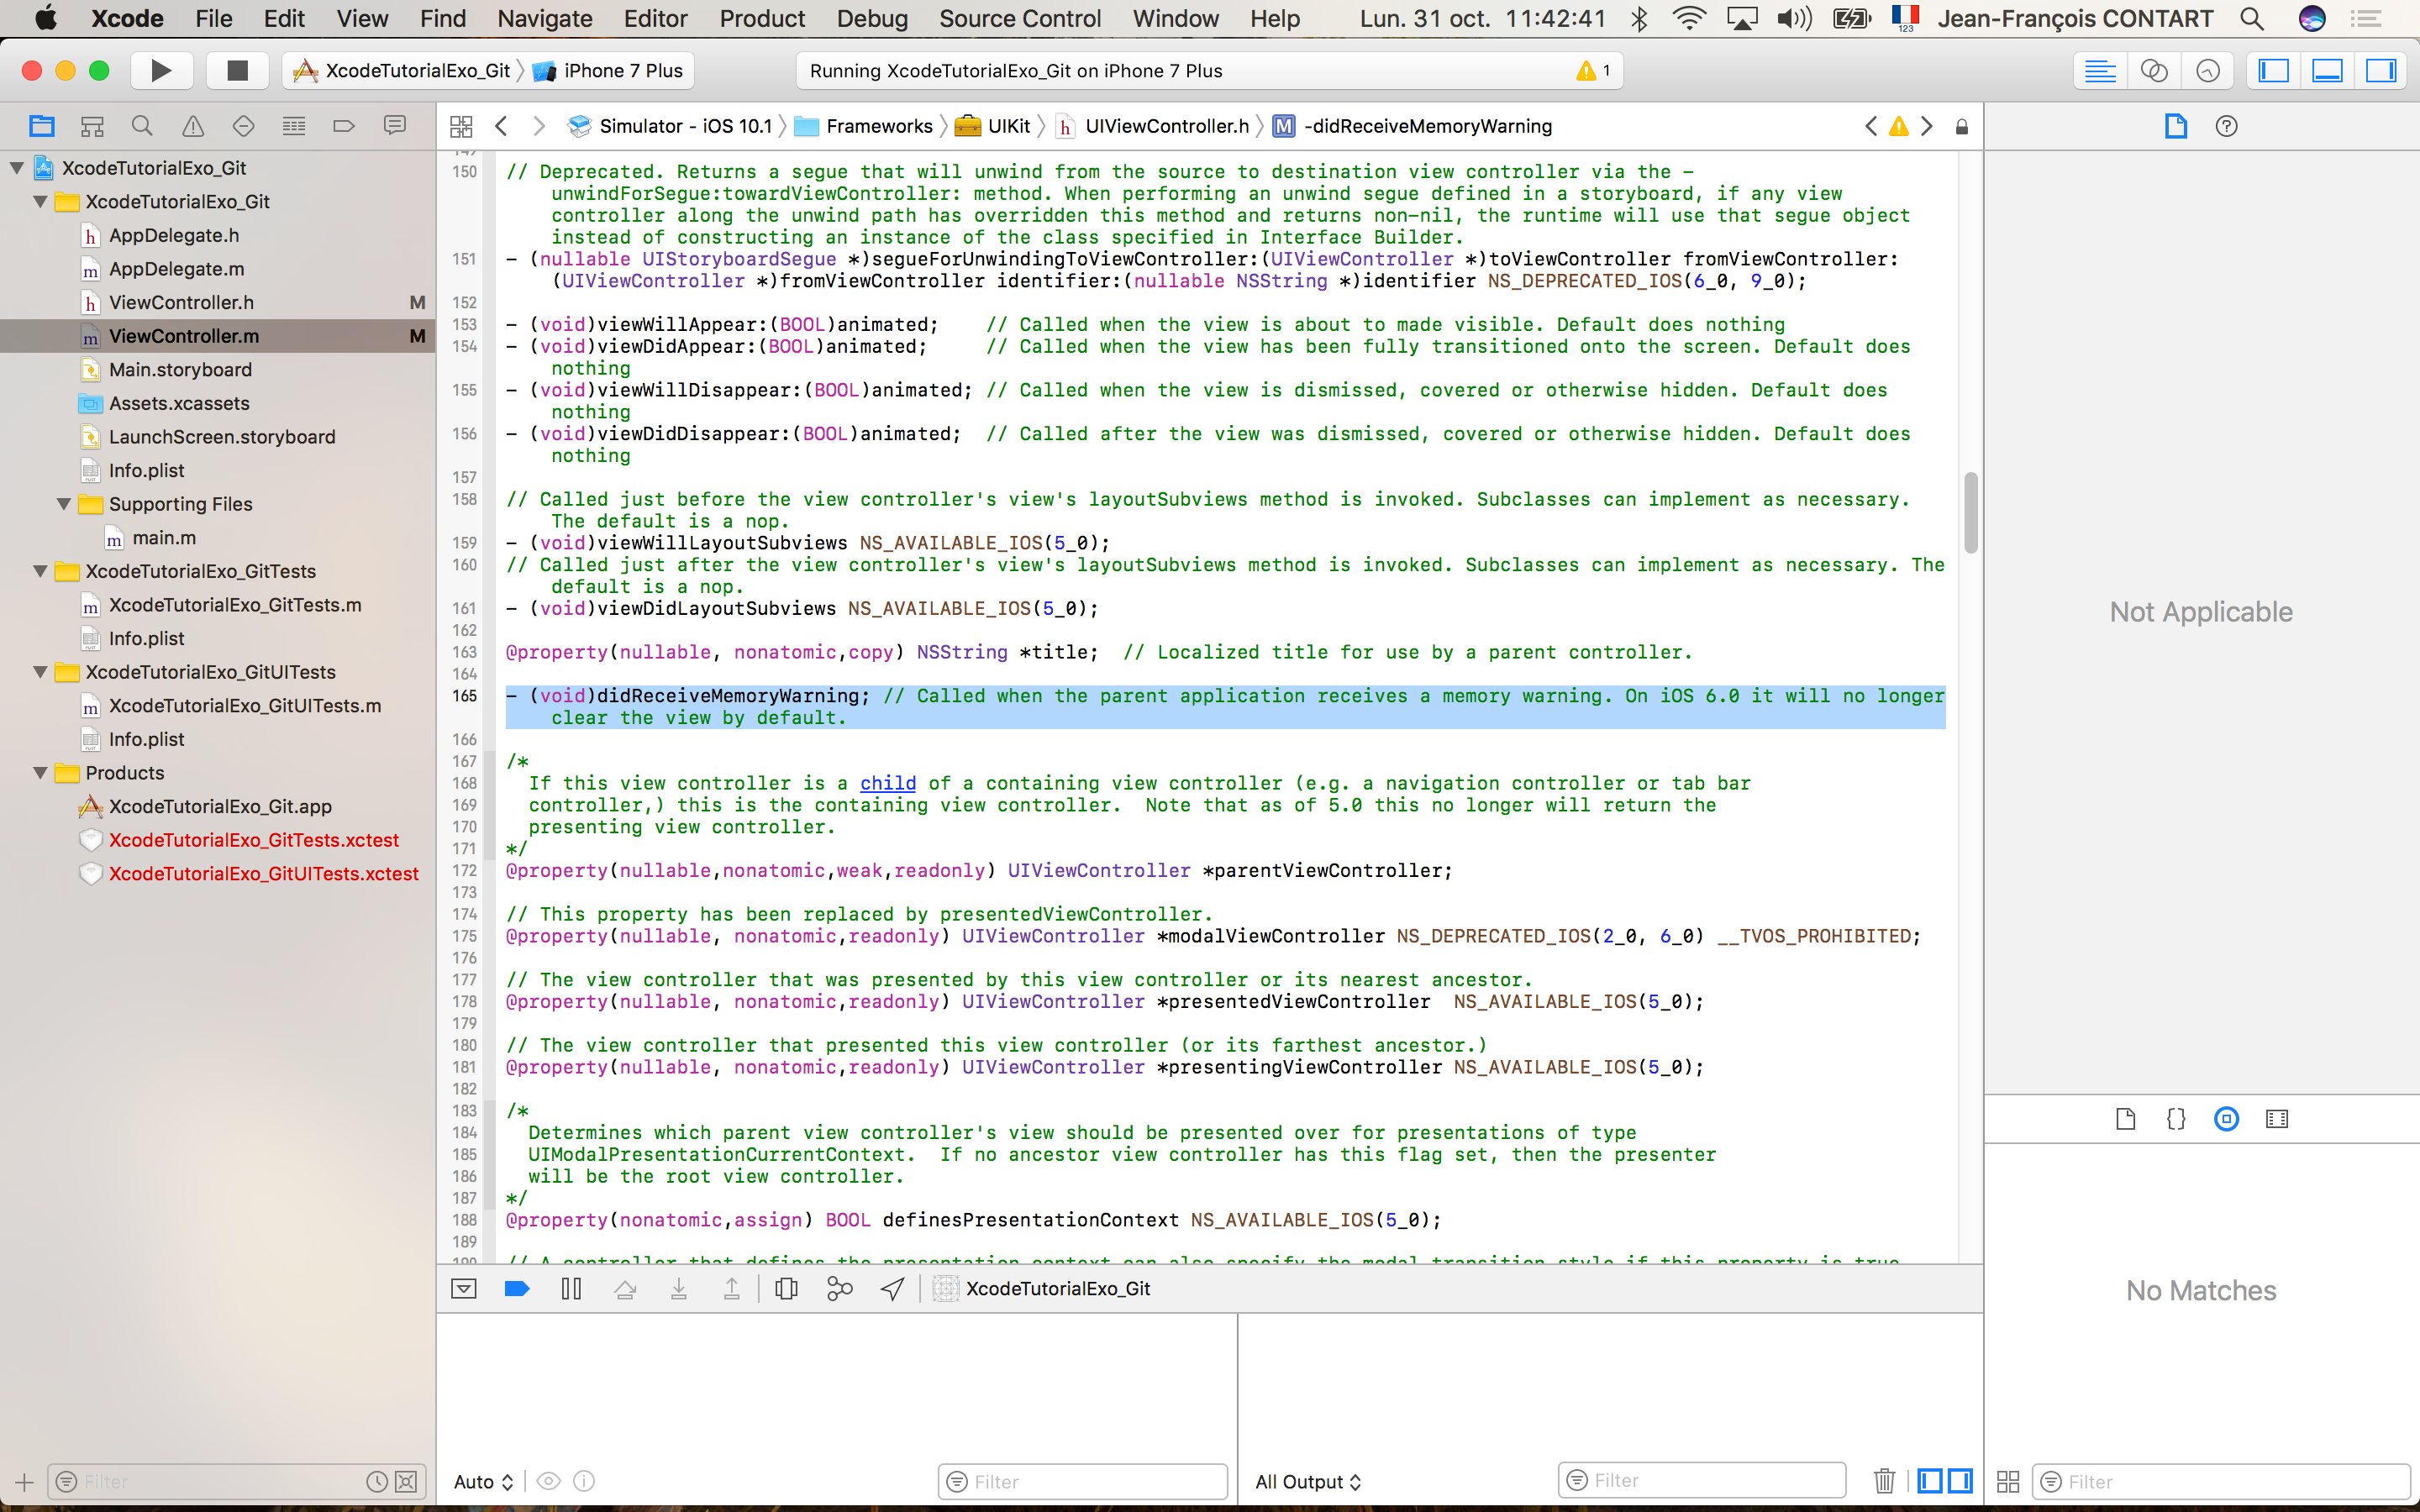 Xcode File Edit View Find Navigate Editor Product Debug Source Control Window Help Lun. 31 oct. 11:42:41 123 Jean-François CONTART
XcodeTutorialExo_Git iPhone 7 Plus Running XcodeTutorialExo_Git on iPhone 7 Plus 1
Simulator - iOS 10.1 Frameworks UIKit h UIViewController.h M -didReceiveMemoryWarning
XcodeTutorialExo_Git
XcodeTutorialExo_Git
h AppDelegate.h
m AppDelegate.m
h ViewController.h M
m ViewController.m M
Main.storyboard
Assets.xcassets
LaunchScreen.storyboard
Info.plist
Supporting Files
m main.m
XcodeTutorialExo_GitTests
m XcodeTutorialExo_GitTests.m
Info.plist
XcodeTutorialExo_GitUITests
m XcodeTutorialExo_GitUITests.m
Info.plist
Products
XcodeTutorialExo_Git.app
XcodeTutorialExo_GitTests.xctest
XcodeTutorialExo_GitUITests.xctest
Filter
149
150 // Deprecated. Returns a segue that will unwind from the source to destination view controller via the -
unwindForSegue:towardViewController: method. When performing an unwind segue defined in a storyboard, if any view
controller along the unwind path has overridden this method and returns non-nil, the runtime will use that segue object
instead of constructing an instance of the class specified in Interface Builder.
151 - (nullable UIStoryboardSegue *)segueForUnwindingToViewController:(UIViewController *)toViewController fromViewController:
(UIViewController *)fromViewController identifier:(nullable NSString *)identifier NS_DEPRECATED_IOS(6_0, 9_0);
152
153 - (void)viewWillAppear:(BOOL)animated; // Called when the view is about to made visible. Default does nothing
154 - (void)viewDidAppear:(BOOL)animated; // Called when the view has been fully transitioned onto the screen. Default does
nothing
155 - (void)viewWillDisappear:(BOOL)animated; // Called when the view is dismissed, covered or otherwise hidden. Default does
nothing
156 - (void)viewDidDisappear:(BOOL)animated; // Called after the view was dismissed, covered or otherwise hidden. Default does
nothing
157
158 // Called just before the view controller's view's layoutSubviews method is invoked. Subclasses can implement as necessary.
The default is a nop.
159 - (void)viewWillLayoutSubviews NS_AVAILABLE_IOS(5_0);
160 // Called just after the view controller's view's layoutSubviews method is invoked. Subclasses can implement as necessary. The
default is a nop.
161 - (void)viewDidLayoutSubviews NS_AVAILABLE_IOS(5_0);
162
163 @property(nullable, nonatomic,copy) NSString *title; // Localized title for use by a parent controller.
164
165 - (void)didReceiveMemoryWarning; // Called when the parent application receives a memory warning. On iOS 6.0 it will no longer
clear the view by default.
166
167 /*
168 If this view controller is a child of a containing view controller (e.g. a navigation controller or tab bar
169 controller,) this is the containing view controller. Note that as of 5.0 this no longer will return the
170 presenting view controller.
171 */
172 @property(nullable,nonatomic,weak,readonly) UIViewController *parentViewController;
173
174 // This property has been replaced by presentedViewController.
175 @property(nullable, nonatomic,readonly) UIViewController *modalViewController NS_DEPRECATED_IOS(2_0, 6_0) __TVOS_PROHIBITED;
176
177 // The view controller that was presented by this view controller or its nearest ancestor.
178 @property(nullable, nonatomic,readonly) UIViewController *presentedViewController NS_AVAILABLE_IOS(5_0);
179
180 // The view controller that presented this view controller (or its farthest ancestor.)
181 @property(nullable, nonatomic,readonly) UIViewController *presentingViewController NS_AVAILABLE_IOS(5_0);
182
183 /*
184 Determines which parent view controller's view should be presented over for presentations of type
185 UIModalPresentationCurrentContext. If no ancestor view controller has this flag set, then the presenter
186 will be the root view controller.
187 */
188 @property(nonatomic,assign) BOOL definesPresentationContext NS_AVAILABLE_IOS(5_0);
189
190 // A controller that defines the presentation context can also specify the modal transition style if this property is true.
XcodeTutorialExo_Git
Auto Filter
All Output Filter
Not Applicable
No Matches
Filter